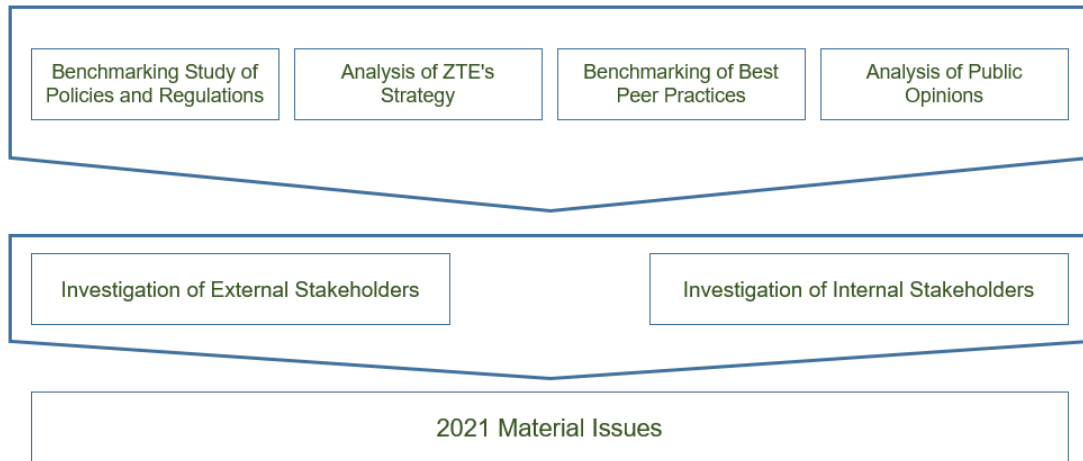 Benchmarking Study of
Policies and Regulations
Analysis of ZTE's
Strategy
Benchmarking of Best
Peer Practices
Analysis of Public
Opinions
Investigation of External Stakeholders
Investigation of Internal Stakeholders
2021 Material Issues